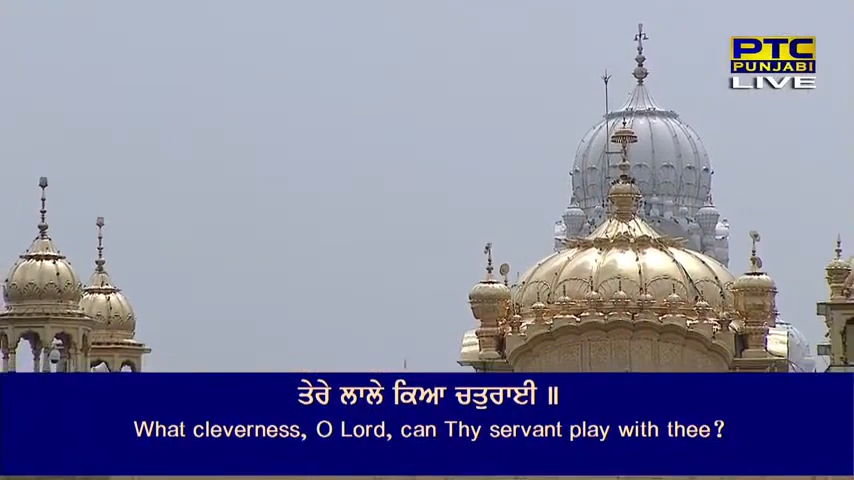 PTC
PUNJABI
LIVE
ਤੇਰੇ ਲਾਲੇ ਕਿਆ ਚਤੁਰਾਈ ॥
What cleverness, O Lord, can Thy servant play with thee?